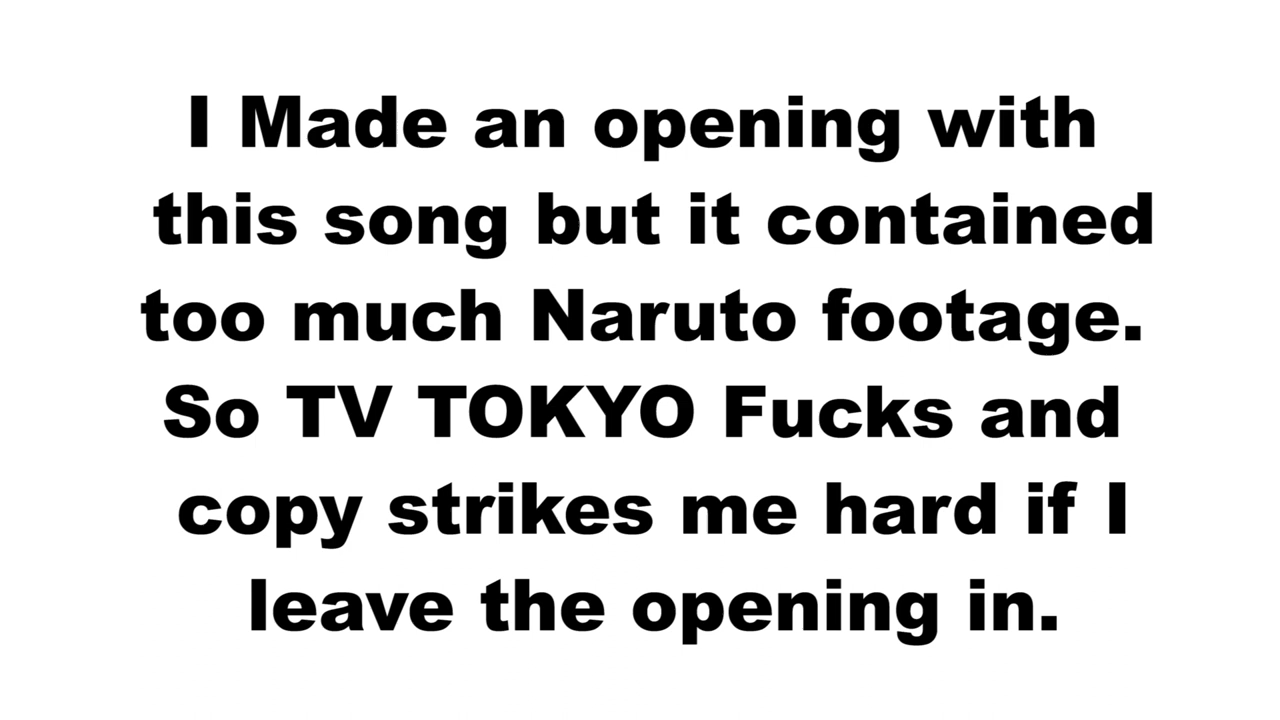 I Made an opening with
this song but it contained
too much Naruto footage.
So TV TOKYO Fucks and
copy strikes me hard if I
leave the opening in.